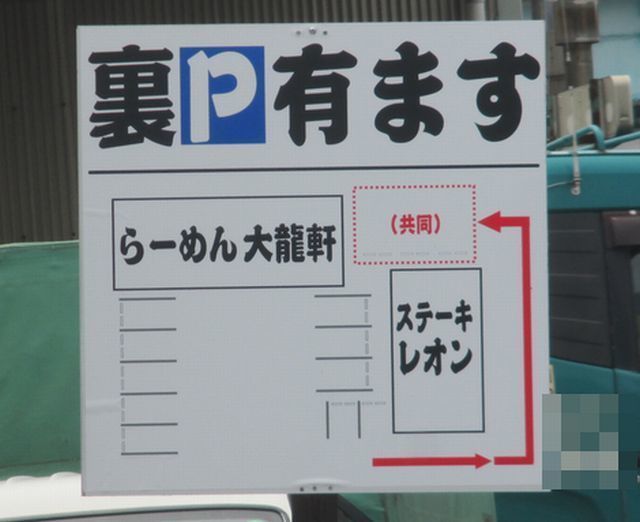 裏P有ます
らーめん 大龍軒
(共同)
ステーキ
レオン